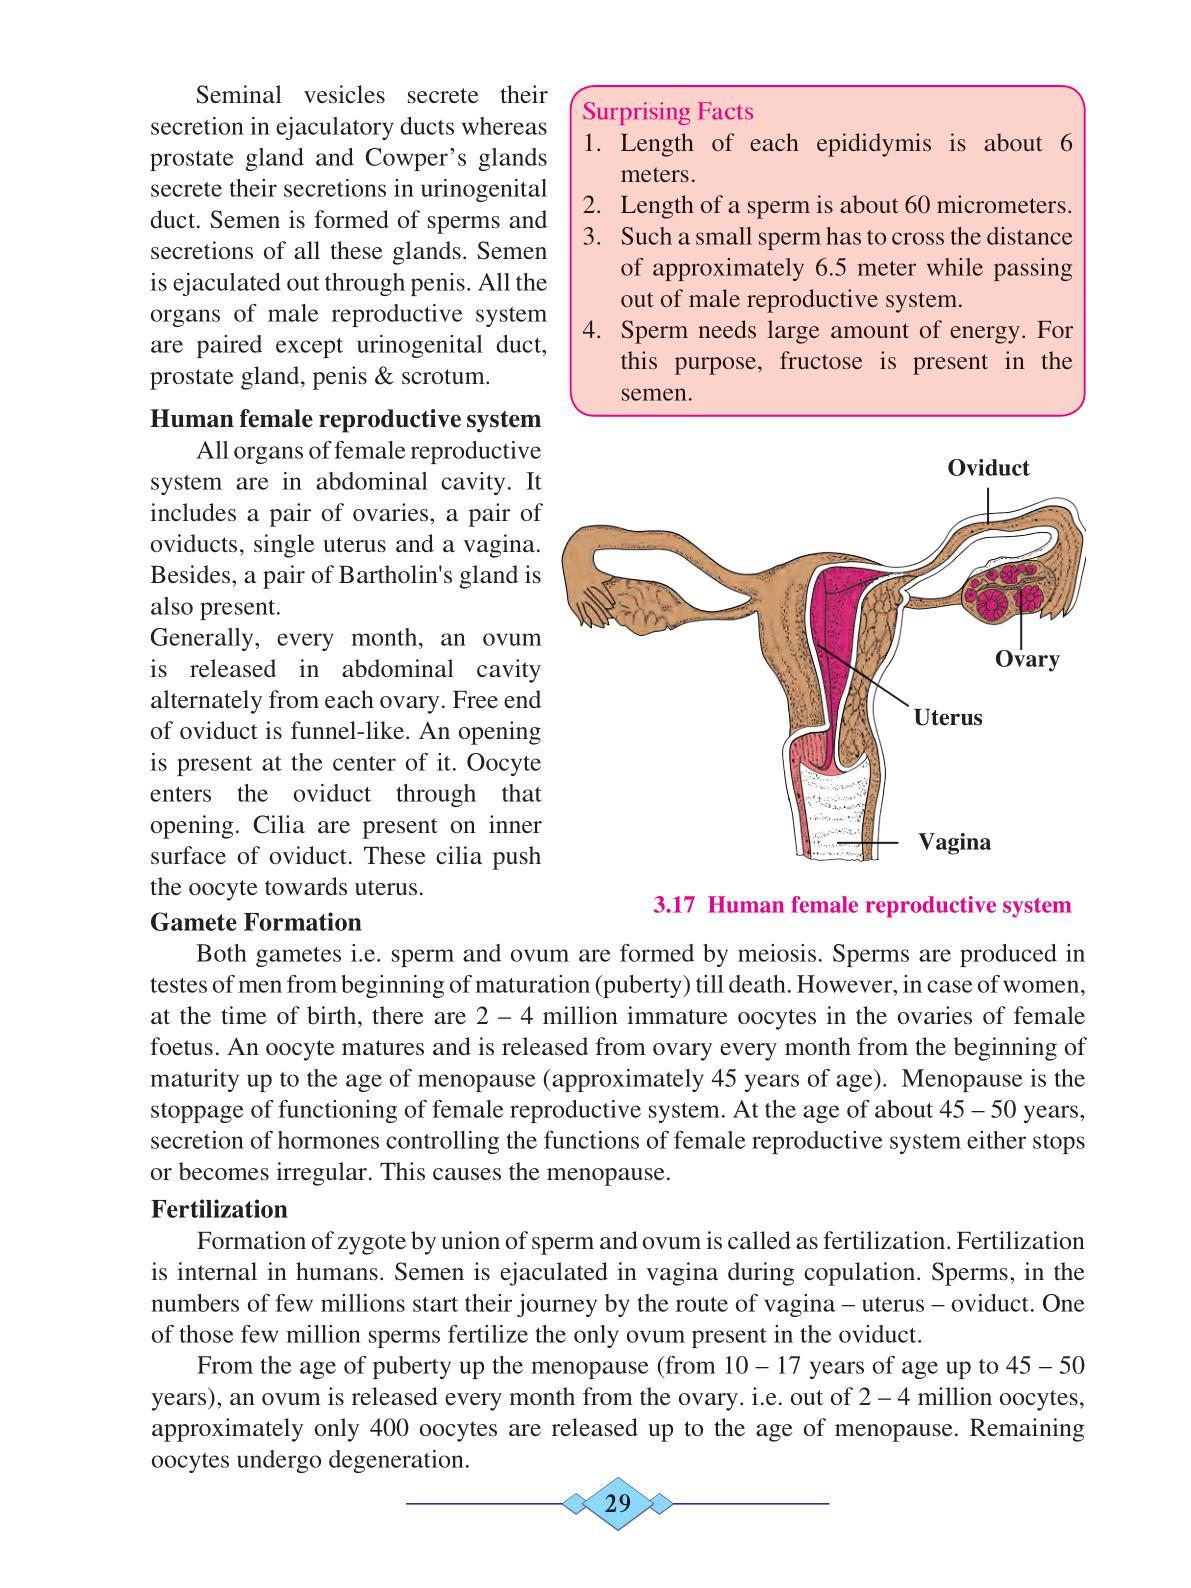 Seminal vesicles secrete their
secretion in ejaculatory ducts whereas
prostate gland and Cowper’s glands
secrete their secretions in urinogenital
duct. Semen is formed of sperms and
secretions of all these glands. Semen
is ejaculated out through penis. All the
organs of male reproductive system
are paired except urinogenital duct,
prostate gland, penis & scrotum.
Surprising Facts
1. Length of each epididymis is about 6
meters.
2. Length of a sperm is about 60 micrometers.
3. Such a small sperm has to cross the distance
of approximately 6.5 meter while passing
out of male reproductive system.
4. Sperm needs large amount of energy. For
this purpose, fructose is present in the
semen.
Human female reproductive system
All organs of female reproductive
system are in abdominal cavity. It
includes a pair of ovaries, a pair of
oviducts, single uterus and a vagina.
Besides, a pair of Bartholin's gland is
also present.
Generally, every month, an ovum
is released in abdominal cavity
alternately from each ovary. Free end
of oviduct is funnel-like. An opening
is present at the center of it. Oocyte
enters the oviduct through that
opening. Cilia are present on inner
surface of oviduct. These cilia push
the oocyte towards uterus.
Oviduct
Ovary
Uterus
Vagina
3.17 Human female reproductive system
Gamete Formation
Both gametes i.e. sperm and ovum are formed by meiosis. Sperms are produced in
testes of men from beginning of maturation (puberty) till death. However, in case of women,
at the time of birth, there are 2 – 4 million immature oocytes in the ovaries of female
foetus. An oocyte matures and is released from ovary every month from the beginning of
maturity up to the age of menopause (approximately 45 years of age). Menopause is the
stoppage of functioning of female reproductive system. At the age of about 45 – 50 years,
secretion of hormones controlling the functions of female reproductive system either stops
or becomes irregular. This causes the menopause.
Fertilization
Formation of zygote by union of sperm and ovum is called as fertilization. Fertilization
is internal in humans. Semen is ejaculated in vagina during copulation. Sperms, in the
numbers of few millions start their journey by the route of vagina – uterus – oviduct. One
of those few million sperms fertilize the only ovum present in the oviduct.
From the age of puberty up the menopause (from 10 – 17 years of age up to 45 – 50
years), an ovum is released every month from the ovary. i.e. out of 2 – 4 million oocytes,
approximately only 400 oocytes are released up to the age of menopause. Remaining
oocytes undergo degeneration.
29